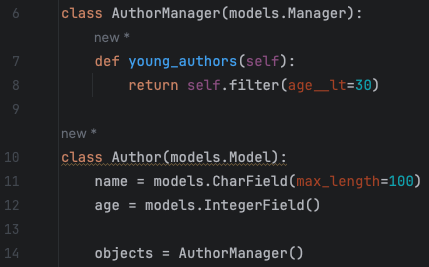 6 class AuthorManager(models.Manager):
new *
7 def young_authors(self):
8 return self.filter(age__lt=30)
9
new *
10 class Author(models.Model):
11 name = models.CharField(max_length=100)
12 age = models.IntegerField()
13
14 objects = AuthorManager()